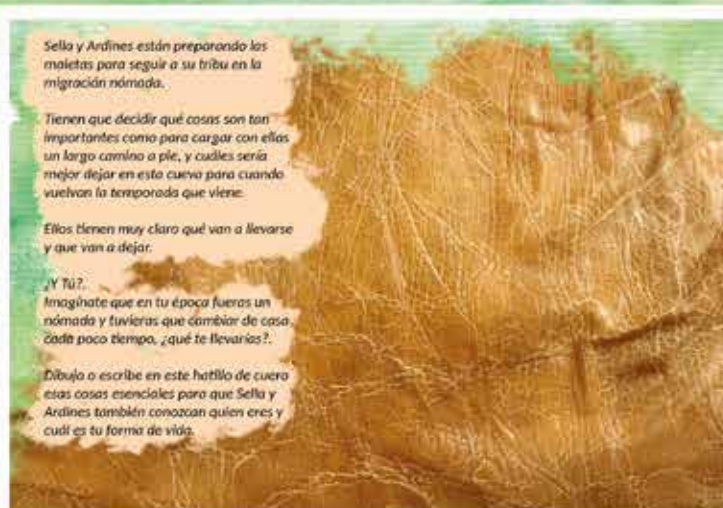 Sella y Ardines están preparando las
maletas para seguir a su tribu en la
migración nómada.
Tienen que decidir qué cosas son tan
importantes como para cargar con ellas
un largo camino a pie, y cuáles sería
mejor dejar en esta cueva para cuando
vuelvan la temporada que viene.
Ellos tienen muy claro qué van a llevarse
y que van a dejar.
¿Y Tú?.
Imagínate que en tu época fueras un
nómada y tuvieras que cambiar de casa
cada poco tiempo, ¿qué te llevarías?.
Dibuja o escribe en este hatillo de cuero
esas cosas esenciales para que Sella y
Ardines también conozcan quien eres y
cuál es tu forma de vida.